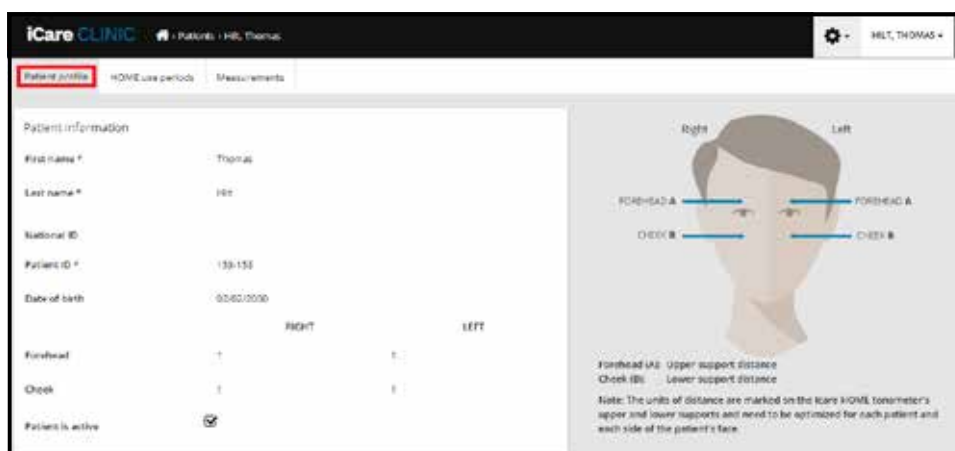 iCare CLINIC › Patients › Hilt, Thomas HILT, THOMAS
Patient profile HOME use periods Measurements
Patient information
First name * Thomas
Last name * Hilt
National ID
Patient ID *
Date of birth
RIGHT LEFT
Forehead 1 1
Cheek 1 1
Patient is active
Right Left
FOREHEAD A FOREHEAD A
CHEEK B CHEEK B
Forehead (A): Upper support distance
Cheek (B): Lower support distance
Note: The units of distance are marked on the Icare HOME tonometer's
upper and lower supports and need to be optimized for each patient and
each side of the patient's face